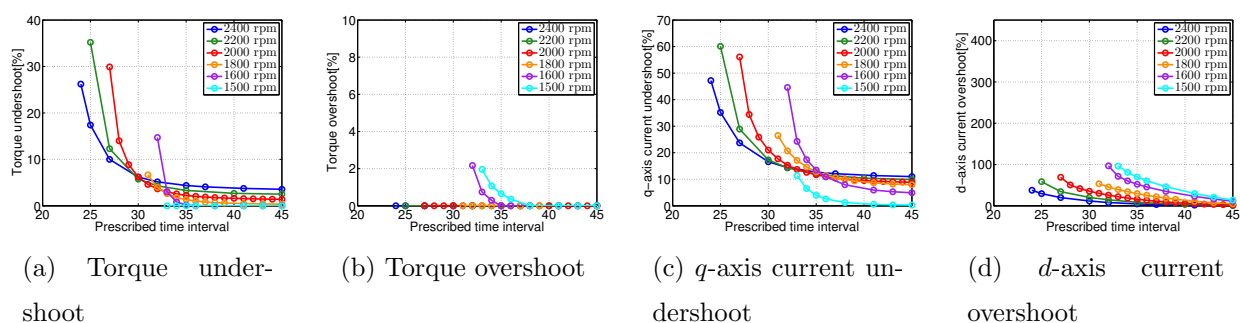 40
30
20
10
0
20 25 30 35 40 45
Torque undershoot[%]
Prescribed time interval
2400 rpm
2200 rpm
2000 rpm
1800 rpm
1600 rpm
1500 rpm
10
8
6
4
2
0
20 25 30 35 40 45
Torque overshoot[%]
Prescribed time interval
2400 rpm
2200 rpm
2000 rpm
1800 rpm
1600 rpm
1500 rpm
70
60
50
40
30
20
10
0
20 25 30 35 40 45
q−axis current undershoot[%]
Prescribed time interval
2400 rpm
2200 rpm
2000 rpm
1800 rpm
1600 rpm
1500 rpm
400
300
200
100
0
20 25 30 35 40 45
d−axis current overshoot[%]
Prescribed time interval
2400 rpm
2200 rpm
2000 rpm
1800 rpm
1600 rpm
1500 rpm
(a) Torque under-
shoot
(b) Torque overshoot
(c) q-axis current un-
dershoot
(d) d-axis current
overshoot